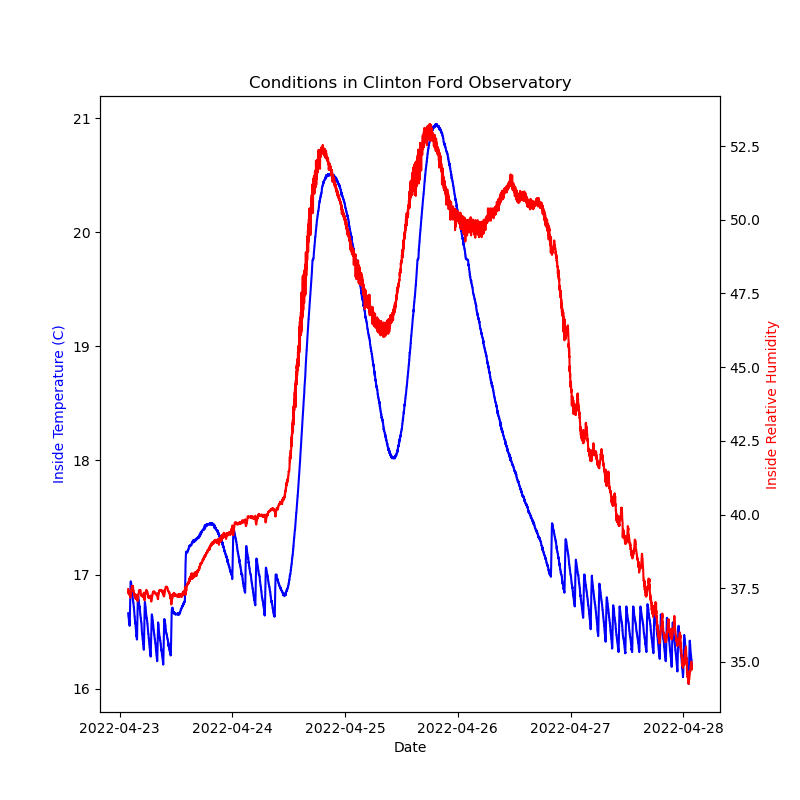 Conditions in Clinton Ford Observatory
21
20
19
18
17
16
Inside Temperature (C)
52.5
50.0
47.5
45.0
42.5
40.0
37.5
35.0
Inside Relative Humidity
2022-04-23 2022-04-24 2022-04-25 2022-04-26 2022-04-27 2022-04-28
Date